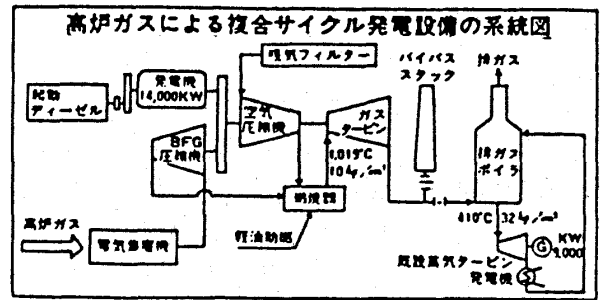 高炉ガスによる複合サイクル発電設備の系統図
吸気フィルター
バイパス
スタック
排ガス
起動
ディーゼル
発電機
14,000KW
空気
圧縮機
ガス
タービン
BFG
圧縮機
1,019°C
10kg/cm²
排ガス
ボイラ
燃焼器
高炉ガス
電気集塵機
軽油助燃
410°C
32kg/cm²
既設蒸気タービン
発電機
G
KW
9,000
S